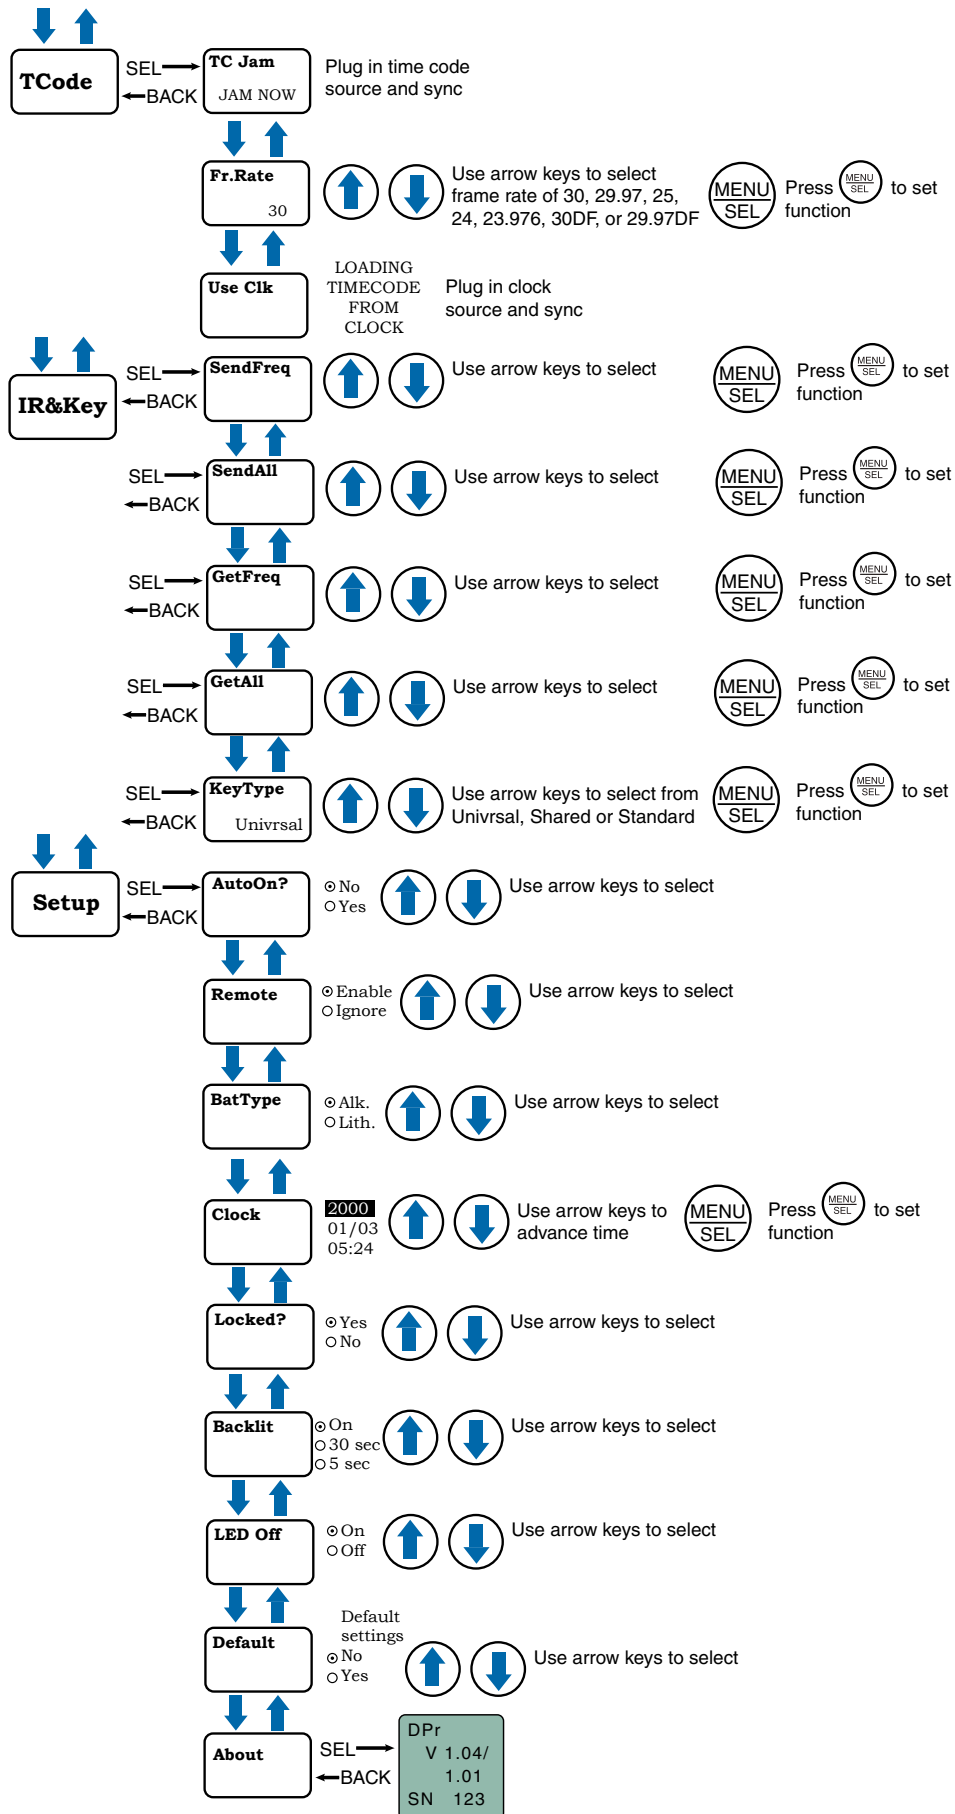 TCode
SEL
BACK
TC Jam
JAM NOW
Plug in time code
source and sync
Fr.Rate
30
Use arrow keys to select
frame rate of 30, 29.97, 25,
24, 23.976, 30DF, or 29.97DF
MENU
SEL
Press MENU SEL to set
function
Use Clk
LOADING
TIMECODE
FROM
CLOCK
Plug in clock
source and sync
IR&Key
SEL
BACK
SendFreq
Use arrow keys to select
MENU
SEL
Press MENU SEL to set
function
SEL
BACK
SendAll
Use arrow keys to select
MENU
SEL
Press MENU SEL to set
function
SEL
BACK
GetFreq
Use arrow keys to select
MENU
SEL
Press MENU SEL to set
function
SEL
BACK
GetAll
Use arrow keys to select
MENU
SEL
Press MENU SEL to set
function
SEL
BACK
KeyType
Univrsal
Use arrow keys to select from
Univrsal, Shared or Standard
MENU
SEL
Press MENU SEL to set
function
Setup
SEL
BACK
AutoOn?
No
Yes
Use arrow keys to select
Remote
Enable
Ignore
Use arrow keys to select
BatType
Alk.
Lith.
Use arrow keys to select
Clock
2000
01/03
05:24
Use arrow keys to
advance time
MENU
SEL
Press MENU SEL to set
function
Locked?
Yes
No
Use arrow keys to select
Backlit
On
30 sec
5 sec
Use arrow keys to select
LED Off
On
Off
Use arrow keys to select
Default
Default
settings
No
Yes
Use arrow keys to select
About
SEL
BACK
DPr
V 1.04/
1.01
SN 123